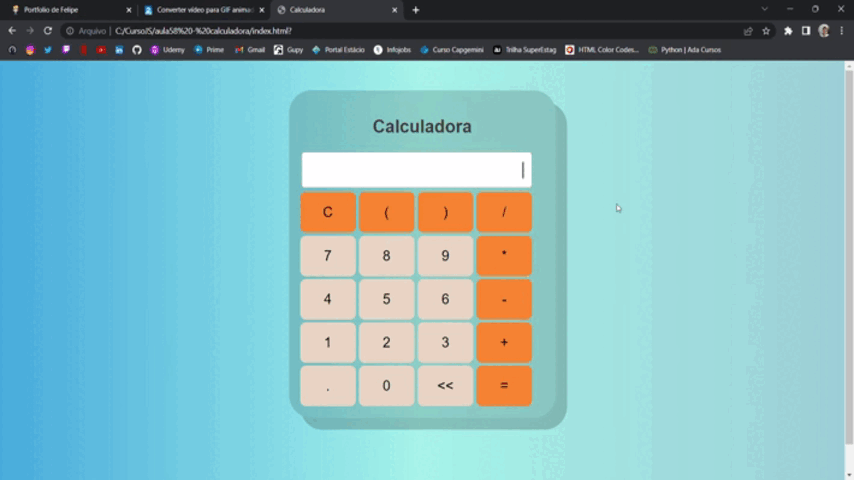 Portfolio de Felipe
Converter vídeo para GIF animad
Calculadora
Arquivo | C:/CursoJS/aula58%20-%20calculadora/index.html?
Udemy Prime Gmail Gupy Portal Estácio Infojobs Curso Capgemini Trilha SuperEstag HTML Color Codes... Python | Ada Cursos
Calculadora
C ( ) /
7 8 9 *
4 5 6 -
1 2 3 +
. 0 << =